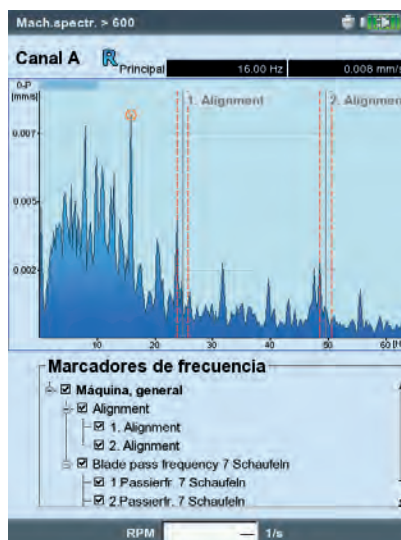 Mach.spectr. > 600
Canal A R Principal 16.00 Hz 0.008 mm/s
0-P
[mm/s]
1. Alignment 2. Alignmen
0.007
0.005
0.002
10 20 30 40 50 60
Marcadores de frecuencia
Máquina, general
Alignment
1. Alignment
2. Alignment
Blade pass frequency 7 Schaufeln
1 Passierfr. 7 Schaufeln
2 Passierfr. 7 Schaufeln
RPM — 1/s